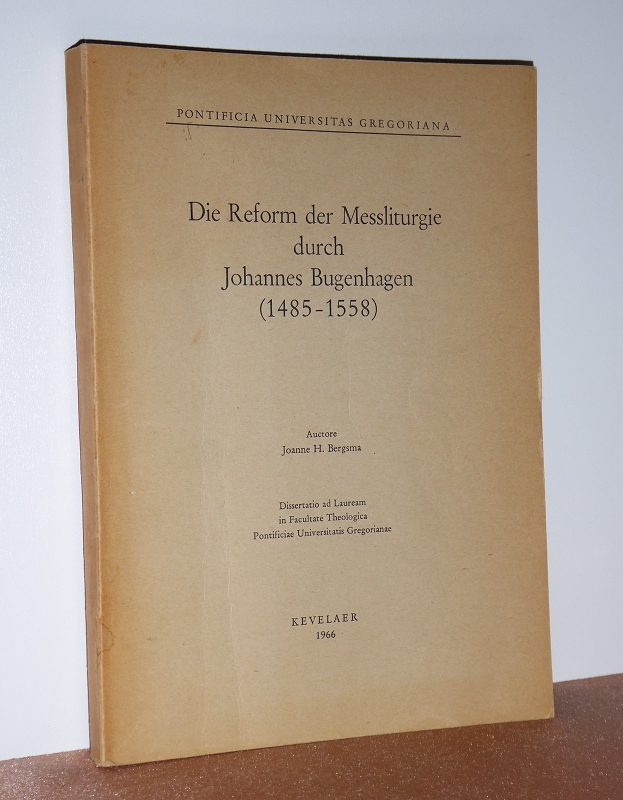 PONTIFICIA UNIVERSITAS GREGORIANA
Die Reform der Messliturgie
durch
Johannes Bugenhagen
(1485-1558)
Auctore
Joanne H. Bergsma
Dissertatio ad Lauream
in Facultate Theologica
Pontificiae Universitatis Gregorianae
KEVELAER
1966